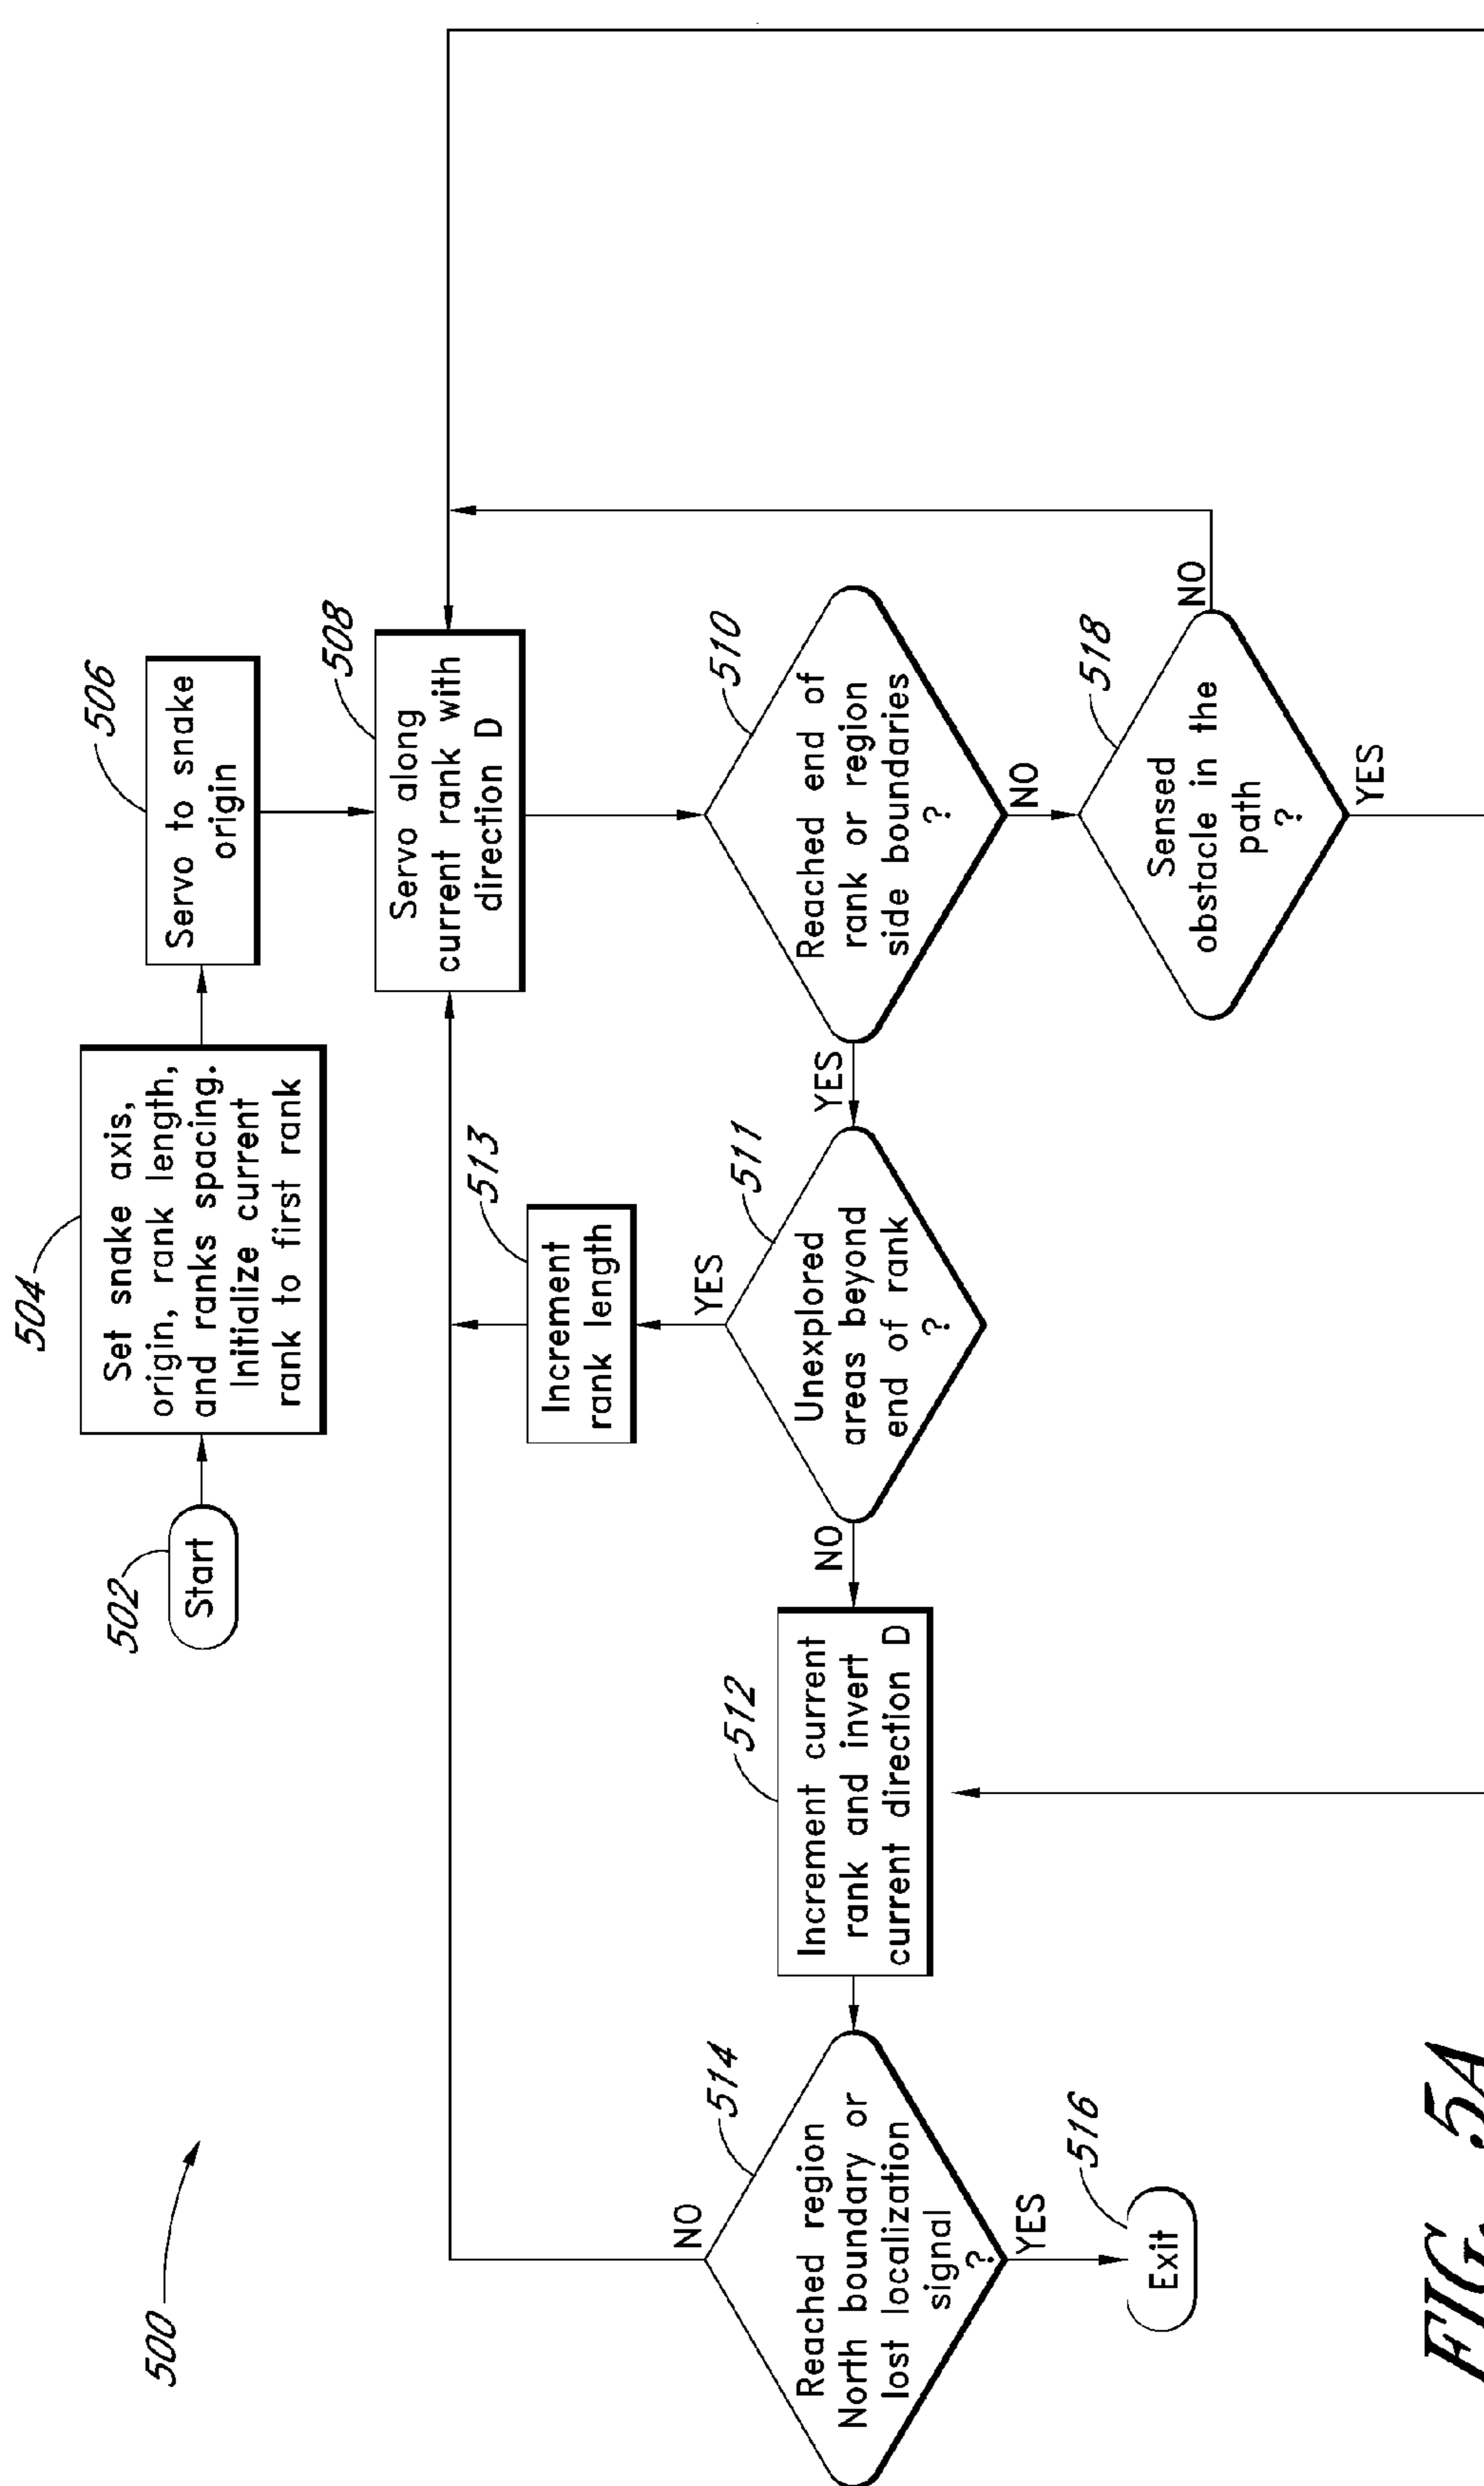 500
502
Start
504
Set snake axis,
origin, rank length,
and ranks spacing.
Initialize current
rank to first rank
506
Servo to snake
origin
508
Servo along
current rank with
direction D
513
Increment
rank length
514
Reached region
North boundary or
lost localization
signal
?
NO
YES
512
Increment current
rank and invert
current direction D
NO
511
Unexplored
areas beyond
end of rank
?
YES
YES
510
Reached end of
rank or region
side boundaries
?
NO
516
Exit
518
Sensed
obstacle in the
path
?
NO
YES
FIG. 5A